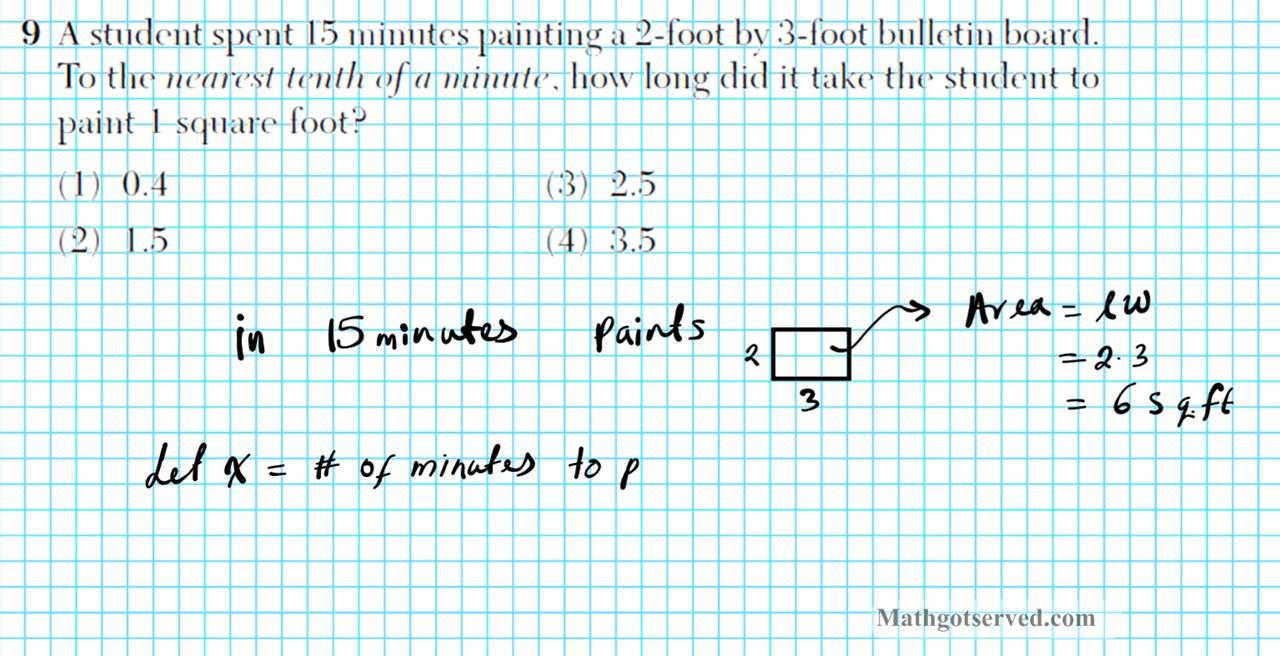 9 A student spent 15 minutes painting a 2-foot by 3-foot bulletin board.
To the nearest tenth of a minute, how long did it take the student to
paint 1 square foot?
(1) 0.4 (3) 2.5
(2) 1.5 (4) 3.5
in 15 minutes paints 2 3
Area = lw
= 2·3
= 6 sq.ft
Let x = # of minutes to p
Mathgotserved.com